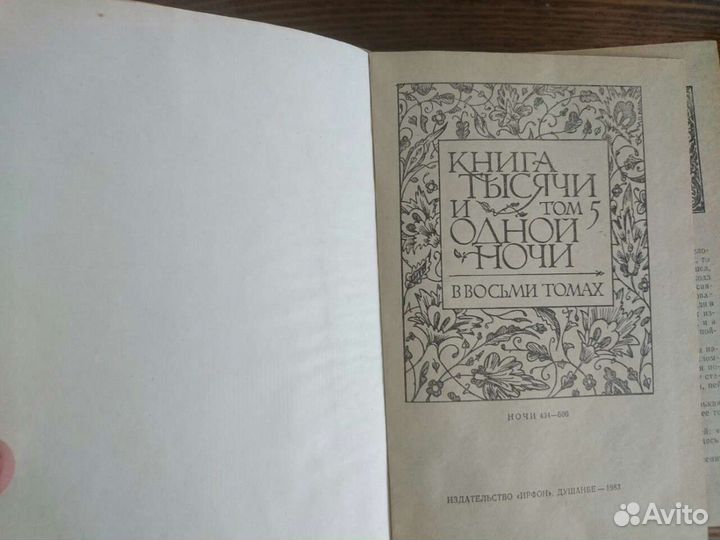 КНИГА
ТЫСЯЧИ
И ТОМ 5
ОДНОЙ
НОЧИ
В ВОСЬМИ ТОМАХ
НОЧИ 434—606
ИЗДАТЕЛЬСТВО «ИРФОН», ДУШАНБЕ—1983
Avito